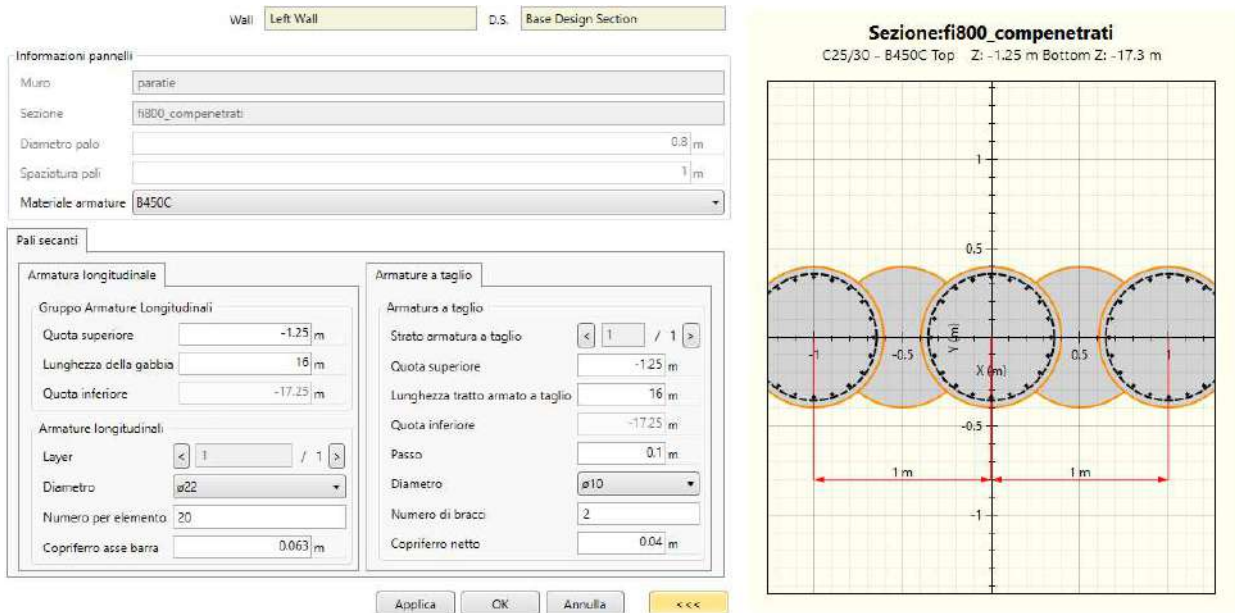 Wall Left Wall D.S. Base Design Section
Informazioni pannelli
Muro paratie
Sezione fi800_compenetrati
Diametro palo 0.8 m
Spaziatura pali 1 m
Materiale armature B450C
Pali secanti
Armatura longitudinale
Gruppo Armature Longitudinali
Quota superiore -1.25 m
Lunghezza della gabbia 16 m
Quota inferiore -17.25 m
Armature longitudinali
Layer < 1 / 1 >
Diametro ø22
Numero per elemento 20
Copriferro asse barra 0.063 m
Armature a taglio
Armatura a taglio
Strato armatura a taglio < 1 / 1 >
Quota superiore -1.25 m
Lunghezza tratto armato a taglio 16 m
Quota inferiore -17.25 m
Passo 0.1 m
Diametro ø10
Numero di bracci 2
Copriferro netto 0.04 m
Applica OK Annulla <<<
Sezione:fi800_compenetrati
C25/30 - B450C Top Z: -1.25 m Bottom Z: -17.3 m
1
0.5
-1 -0.5 0.5 1
Y (m)
X (m)
-0.5
1 m 1 m
-1